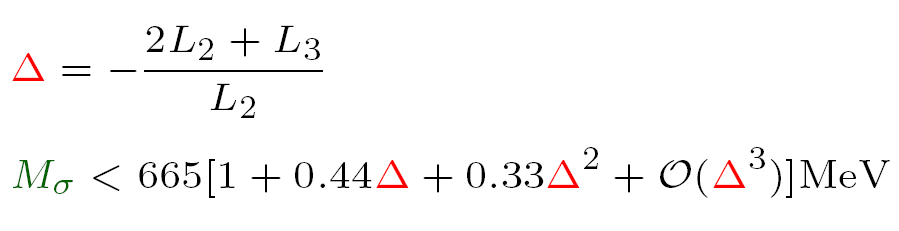 Δ = −(2L₂ + L₃)/L₂
M_σ < 665[1 + 0.44Δ + 0.33Δ² + 𝒪(Δ³)]MeV